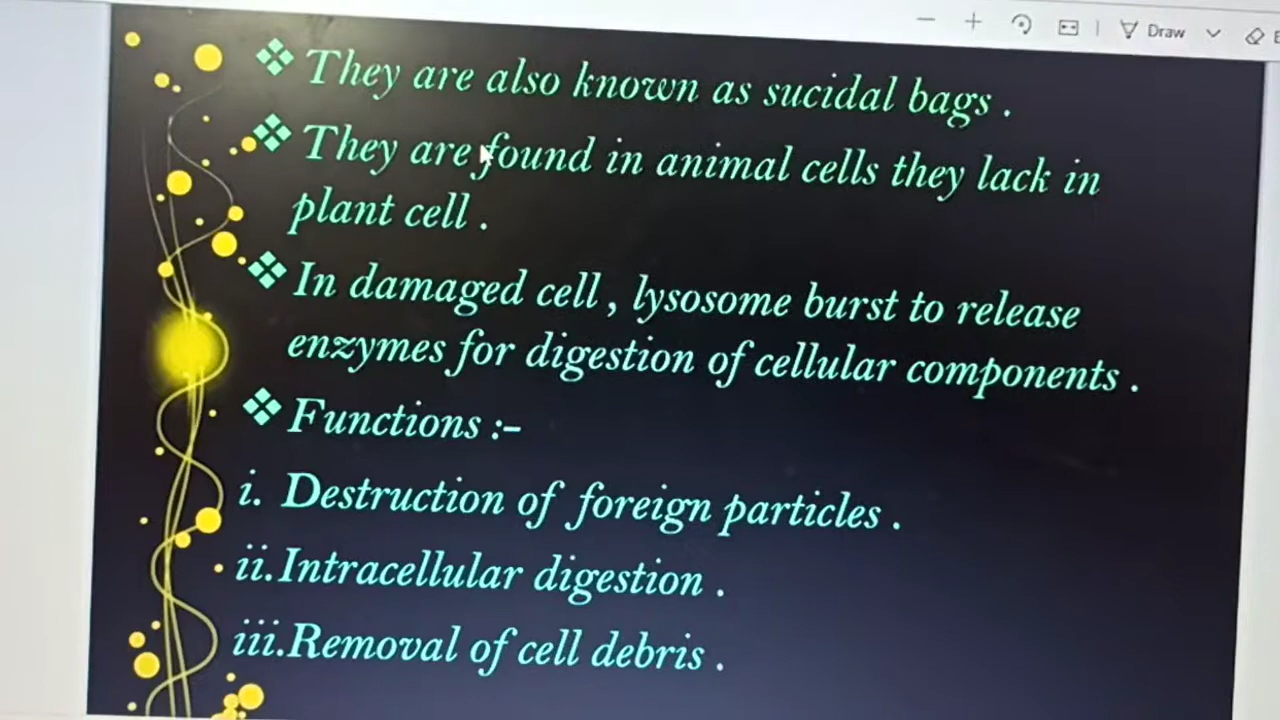 Draw
They are also known as sucidal bags .
They are found in animal cells they lack in
plant cell .
In damaged cell , lysosome burst to release
enzymes for digestion of cellular components .
Functions :-
i. Destruction of foreign particles .
ii.Intracellular digestion .
iii.Removal of cell debris .